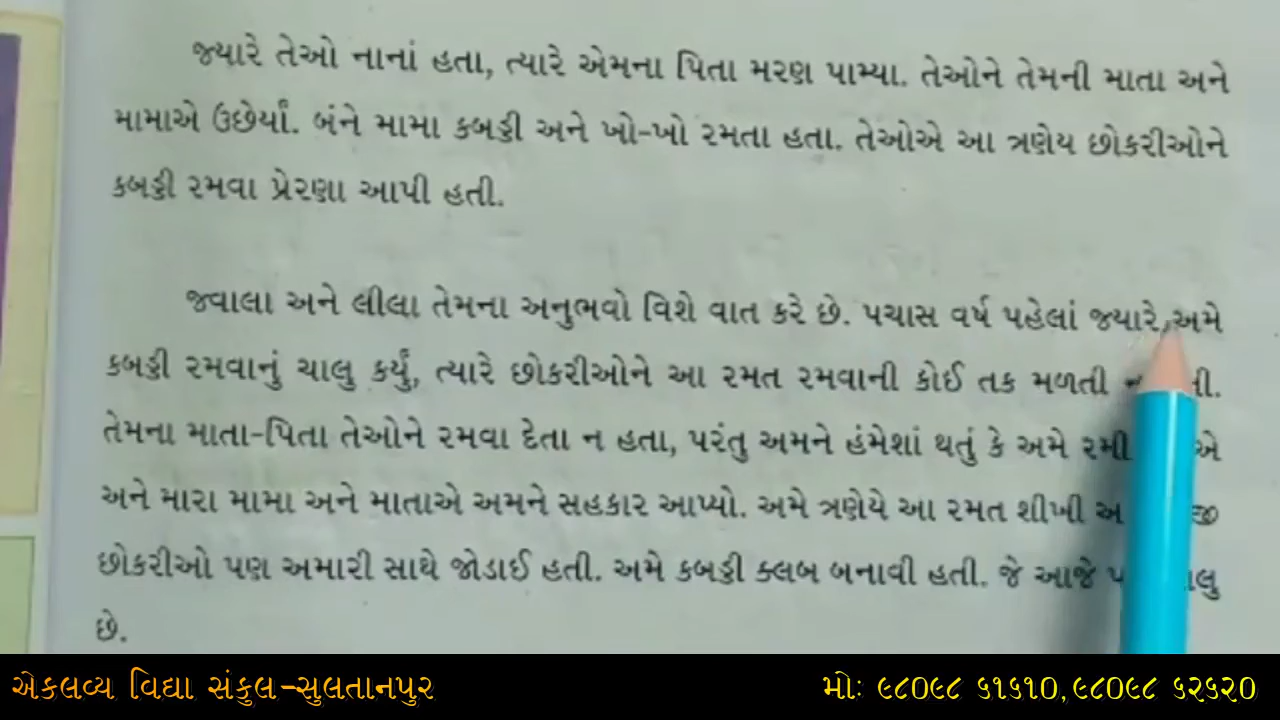 જ્યારે તેઓ નાનાં હતા, ત્યારે એમના પિતા મરણ પામ્યા. તેઓને તેમની માતા અને
મામાએ ઉછેર્યાં. બંને મામા કબડ્ડી અને ખો-ખો રમતા હતા. તેઓએ આ ત્રણેય છોકરીઓને
કબડ્ડી રમવા પ્રેરણા આપી હતી.
જ્વાલા અને લીલા તેમના અનુભવો વિશે વાત કરે છે. પચાસ વર્ષ પહેલાં જ્યારે, અમે
કબડ્ડી રમવાનું ચાલુ કર્યું, ત્યારે છોકરીઓને આ રમત રમવાની કોઈ તક મળતી
તેમના માતા-પિતા તેઓને રમવા દેતા ન હતા, પરંતુ અમને હંમેશાં થતું કે અમે રમી
અને મારા મામા અને માતાએ અમને સહકાર આપ્યો. અમે ત્રણેયે આ રમત શીખી
છોકરીઓ પણ અમારી સાથે જોડાઈ હતી. અમે કબડ્ડી ક્લબ બનાવી હતી. જે આજે
છે.
એકલવ્ય વિદ્યા સંકુલ-સુલતાનપુર
મોઃ ૯૮૦૯૮ ૬૧૬૧૦,૯૮૦૯૮ ૬૨૬૨૦